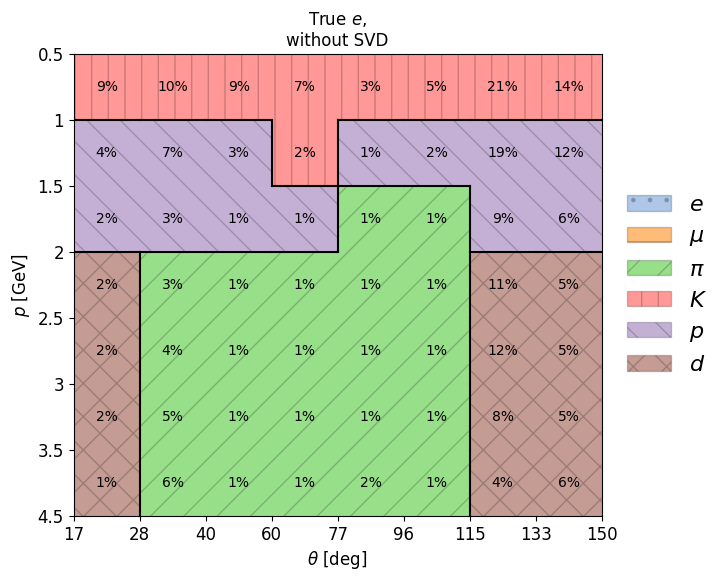 True e,
without SVD
0.5
9% 10% 9% 7% 3% 5% 21% 14%
1
4% 7% 3% 2% 1% 2% 19% 12%
1.5
2% 3% 1% 1% 1% 1% 9% 6%
2
2% 3% 1% 1% 1% 1% 11% 5%
2.5
2% 4% 1% 1% 1% 1% 12% 5%
3
2% 5% 1% 1% 1% 1% 8% 5%
3.5
1% 6% 1% 1% 2% 1% 4% 6%
4.5
p [GeV]
17 28 40 60 77 96 115 133 150
θ [deg]
e
μ
π
K
p
d